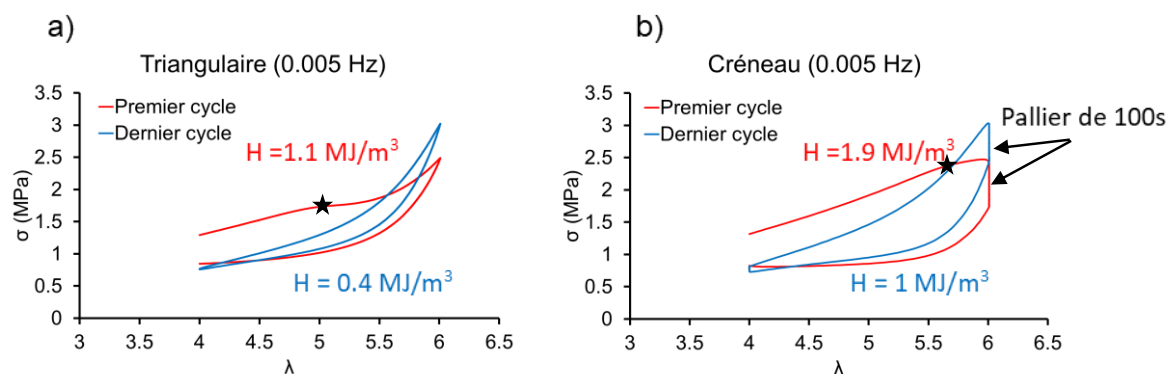 a)
Triangulaire (0.005 Hz)
σ (MPa)
3.5
3
2.5
2
1.5
1
0.5
0
Premier cycle
Dernier cycle
H =1.1 MJ/m³
H = 0.4 MJ/m³
3 3.5 4 4.5 5 5.5 6 6.5
λ
b)
Créneau (0.005 Hz)
σ (MPa)
3.5
3
2.5
2
1.5
1
0.5
0
Premier cycle
Dernier cycle
Pallier de 100s
H =1.9 MJ/m³
H = 1 MJ/m³
3 3.5 4 4.5 5 5.5 6 6.5
λ